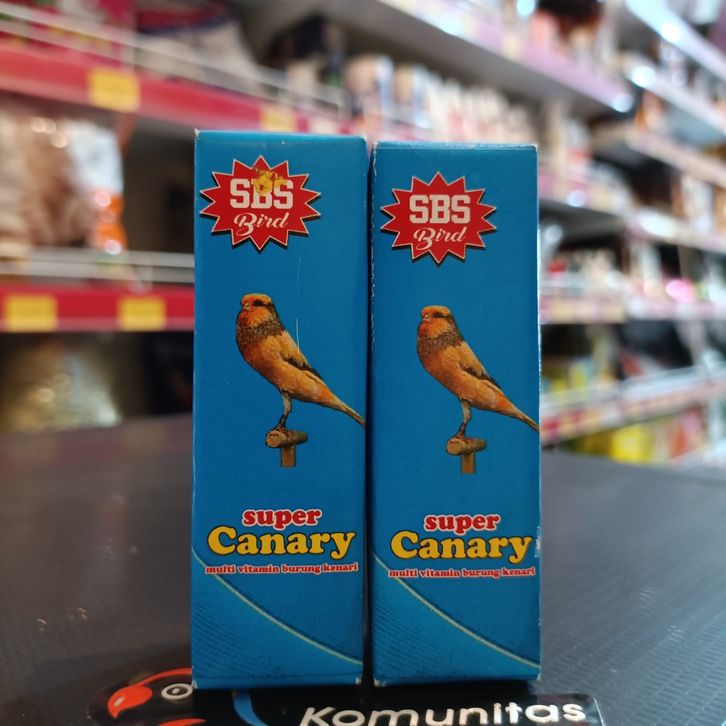 SBS
Bird
super
Canary
multi vitamin burung kenari
SBS
Bird
super
Canary
multi vitamin burung kenari
Komunitas